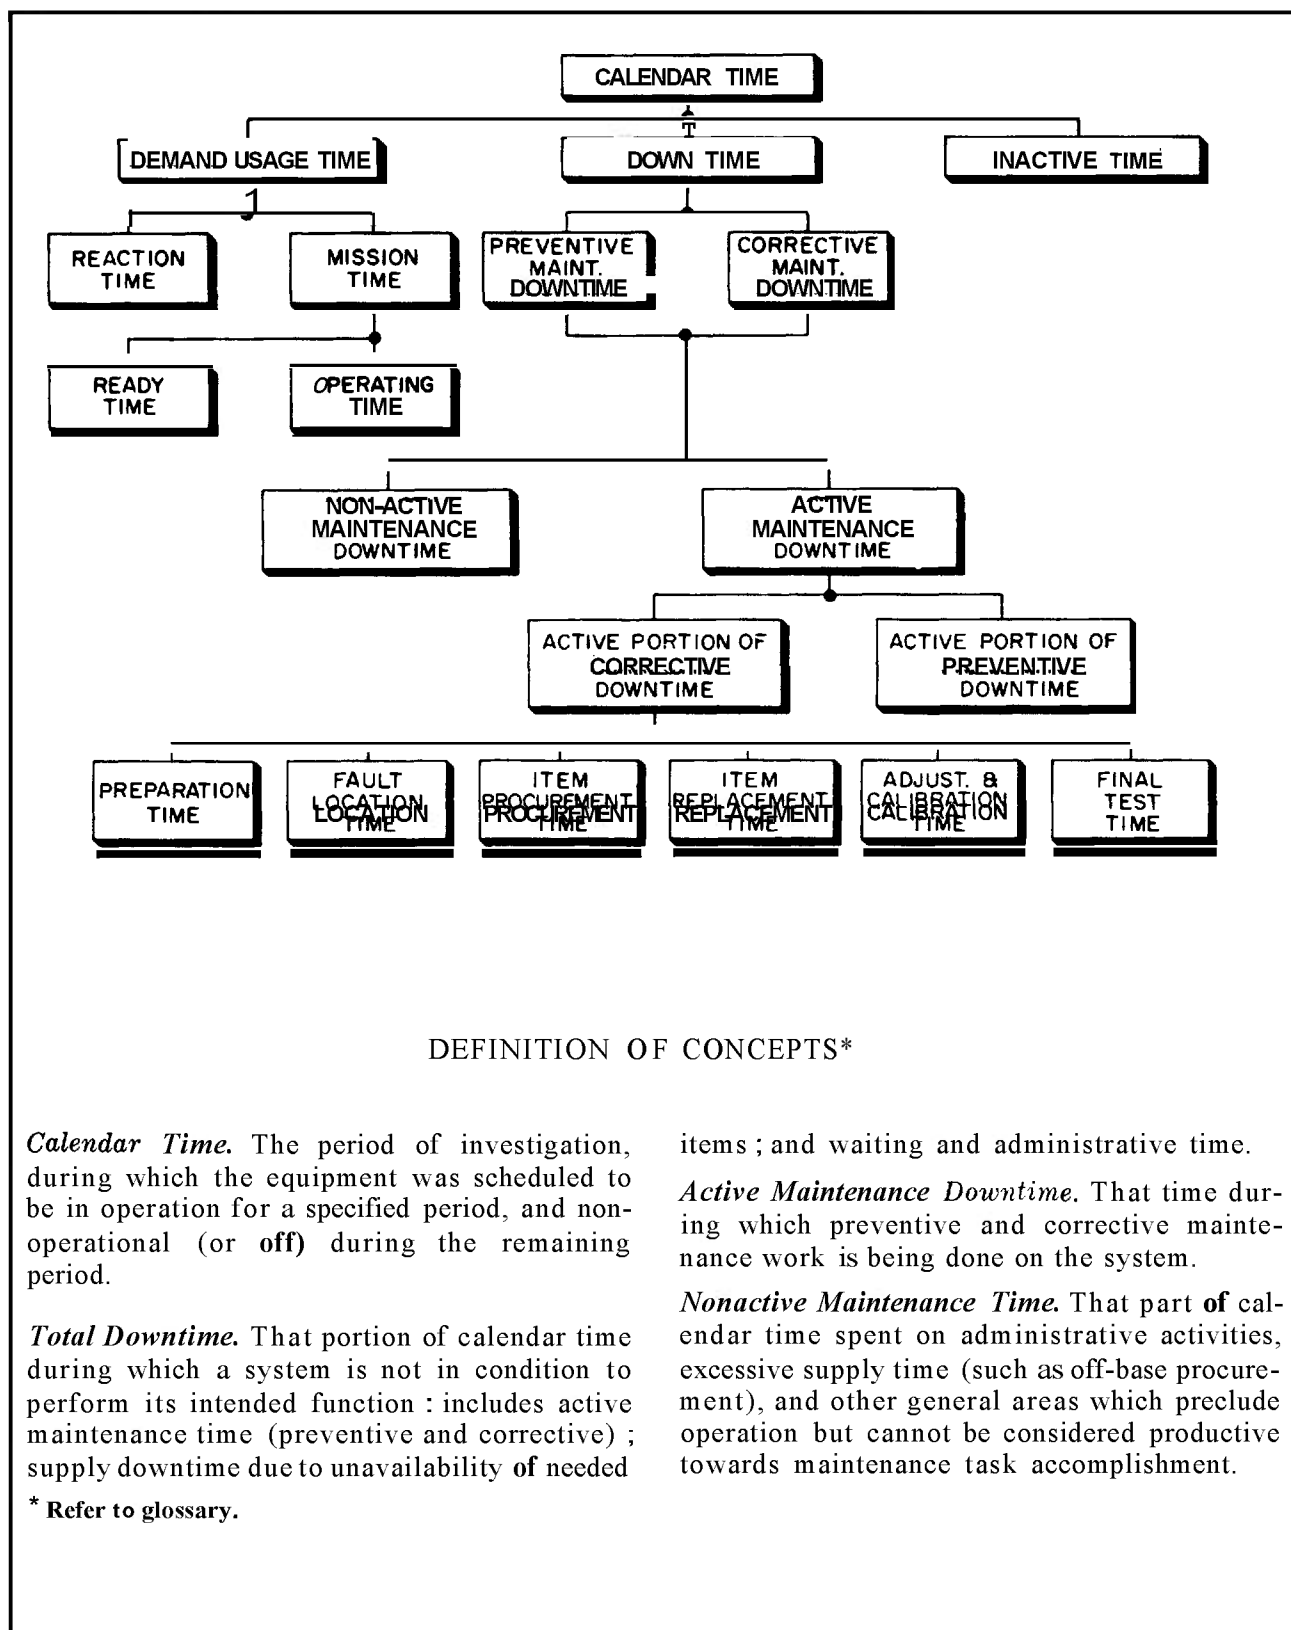 CALENDAR TIME
DEMAND USAGE TIME
DOWN TIME
INACTIVE TIME
REACTION
TIME
MISSION
TIME
PREVENTIVE
MAINT.
DOWNTIME
CORRECTIVE
MAINT.
DOWNTIME
READY
TIME
OPERATING
TIME
NON-ACTIVE
MAINTENANCE
DOWNTIME
ACTIVE
MAINTENANCE
DOWNTIME
ACTIVE PORTION OF
CORRECTIVE
DOWNTIME
ACTIVE PORTION OF
PREVENTIVE
DOWNTIME
PREPARATION
TIME
FAULT
LOCATION
TIME
ITEM
PROCUREMENT
TIME
ITEM
REPLACEMENT
TIME
ADJUST. &
CALIBRATION
TIME
FINAL
TEST
TIME
DEFINITION OF CONCEPTS*
Calendar Time. The period of investigation,
during which the equipment was scheduled to
be in operation for a specified period, and non-
operational (or off) during the remaining
period.
Total Downtime. That portion of calendar time
during which a system is not in condition to
perform its intended function : includes active
maintenance time (preventive and corrective) ;
supply downtime due to unavailability of needed
* Refer to glossary.
items ; and waiting and administrative time.
Active Maintenance Downtime. That time dur-
ing which preventive and corrective mainte-
nance work is being done on the system.
Nonactive Maintenance Time. That part of cal-
endar time spent on administrative activities,
excessive supply time (such as off-base procure-
ment), and other general areas which preclude
operation but cannot be considered productive
towards maintenance task accomplishment.